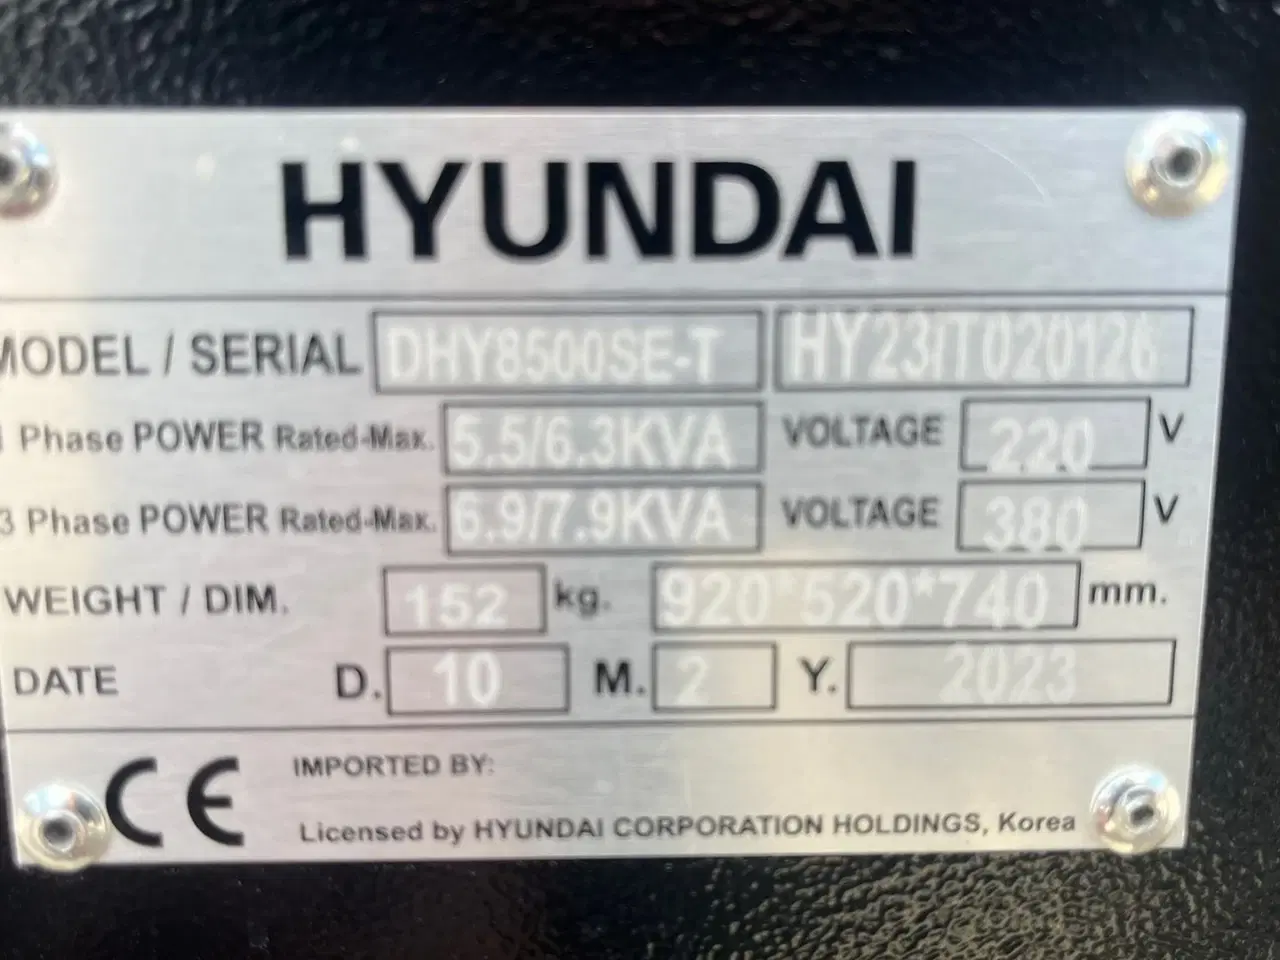 HYUNDAI
MODEL / SERIAL DHY8500SE-T HY23/IT020126
Phase POWER Rated-Max. 5.5/6.3KVA VOLTAGE 220 V
3 Phase POWER Rated-Max. 6.9/7.9KVA VOLTAGE 380 V
WEIGHT / DIM. 152 kg. 920*520*740 mm.
DATE D. 10 M. 2 Y. 2023
CE IMPORTED BY:
Licensed by HYUNDAI CORPORATION HOLDINGS, Korea